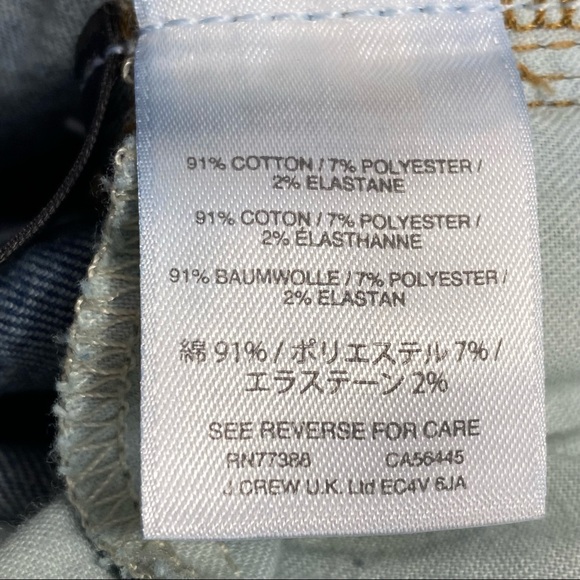 91% COTTON / 7% POLYESTER /
2% ELASTANE
91% COTON / 7% POLYESTER /
2% ÉLASTHANNE
91% BAUMWOLLE / 7% POLYESTER /
2% ELASTAN
綿 91% / ポリエステル 7% /
エラステーン 2%
SEE REVERSE FOR CARE
RN77388 CA56445
J.CREW U.K. Ltd EC4V 6JA